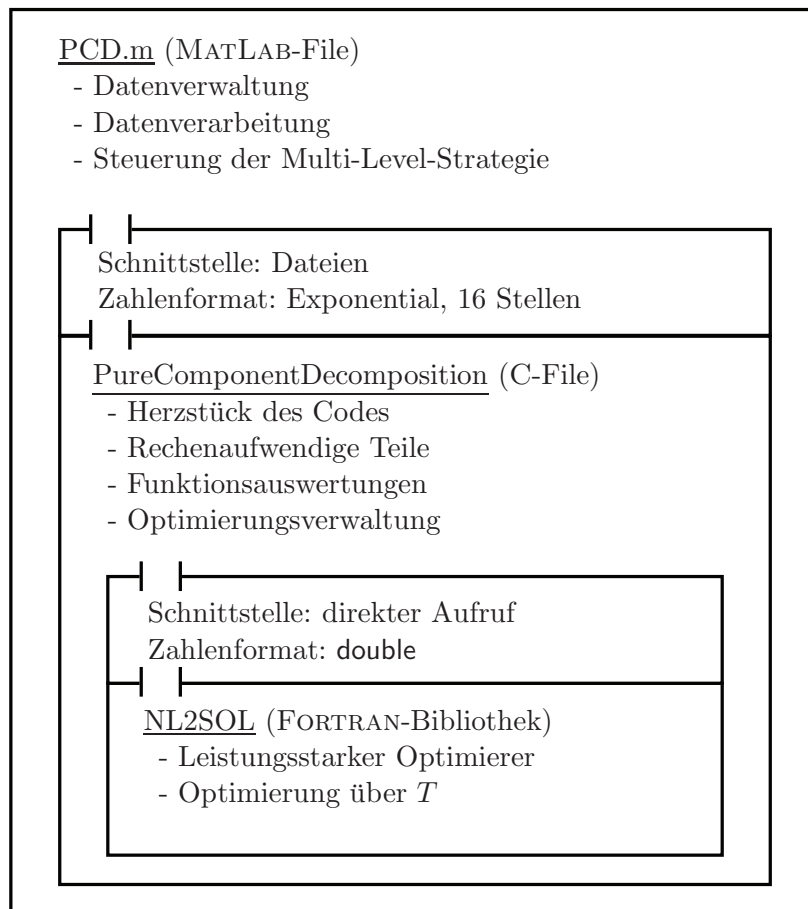 PCD.m (MATLAB-File)
- Datenverwaltung
- Datenverarbeitung
- Steuerung der Multi-Level-Strategie
Schnittstelle: Dateien
Zahlenformat: Exponential, 16 Stellen
PureComponentDecomposition (C-File)
- Herzstück des Codes
- Rechenaufwendige Teile
- Funktionsauswertungen
- Optimierungsverwaltung
Schnittstelle: direkter Aufruf
Zahlenformat: double
NL2SOL (FORTRAN-Bibliothek)
- Leistungsstarker Optimierer
- Optimierung über T